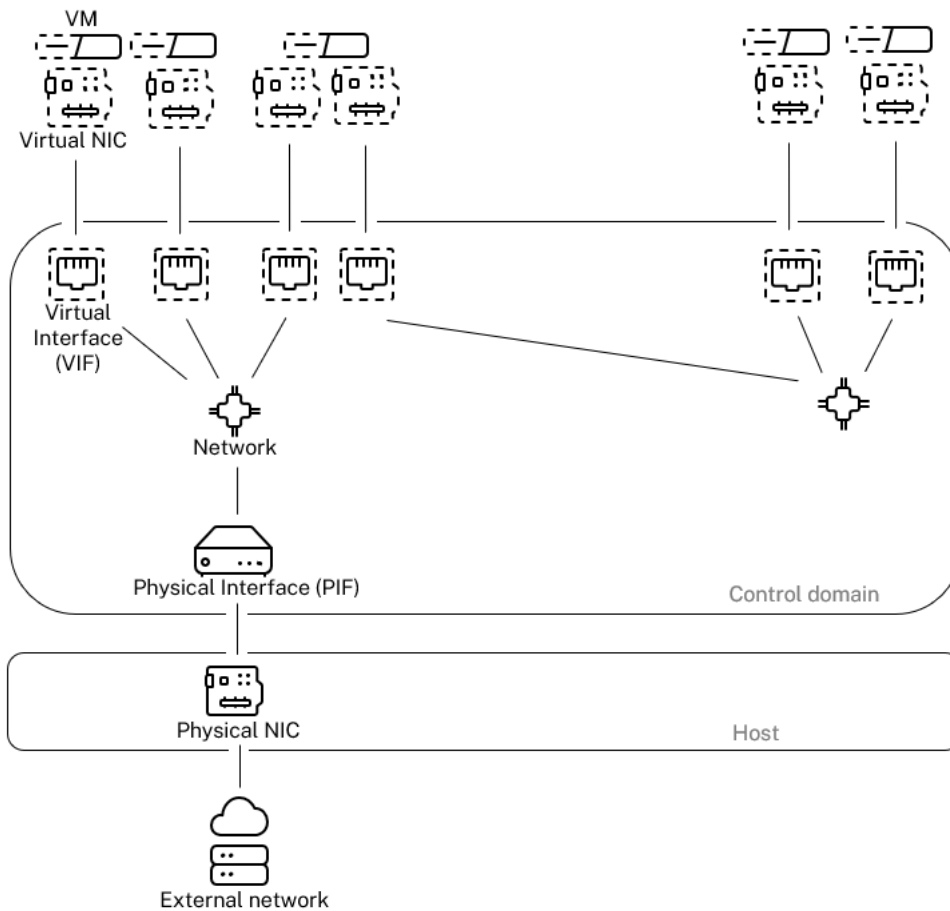 VM
Virtual NIC
Virtual
Interface
(VIF)
Network
Physical Interface (PIF)
Control domain
Physical NIC
Host
External network